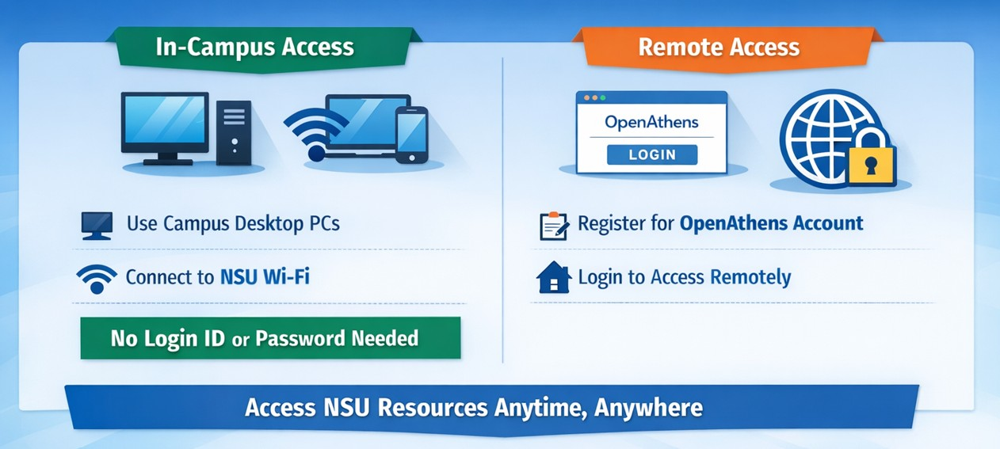 In-Campus Access
Use Campus Desktop PCs
Connect to NSU Wi-Fi
No Login ID or Password Needed
Remote Access
OpenAthens
LOGIN
Register for OpenAthens Account
Login to Access Remotely
Access NSU Resources Anytime, Anywhere